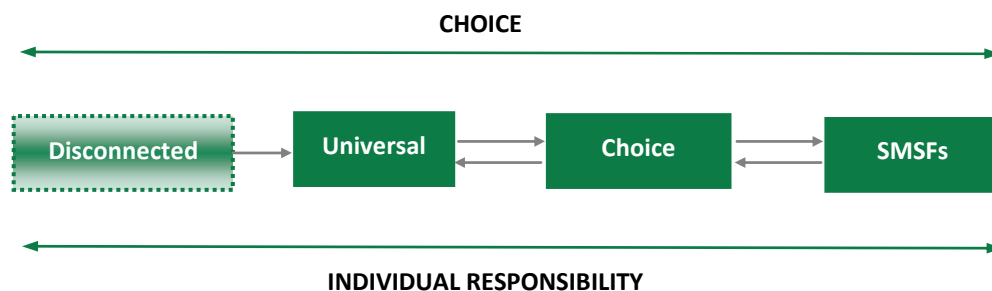 CHOICE
Disconnected
Universal
Choice
SMSFs
INDIVIDUAL RESPONSIBILITY